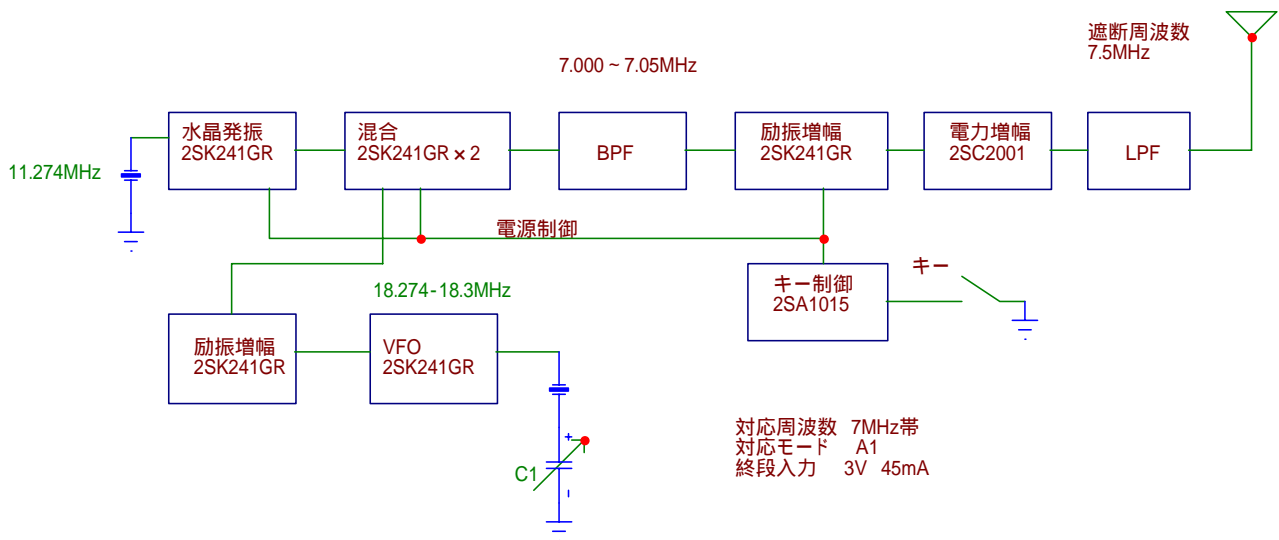 遮断周波数
7.5MHz
7.000 ~ 7.05MHz
水晶発振
2SK241GR
混合
2SK241GR × 2
BPF
励振増幅
2SK241GR
電力増幅
2SC2001
LPF
11.274MHz
電源制御
キー制御
2SA1015
キー
18.274-18.3MHz
励振増幅
2SK241GR
VFO
2SK241GR
C1
+
-
対応周波数 7MHz帯
対応モード A1
終段入力 3V 45mA